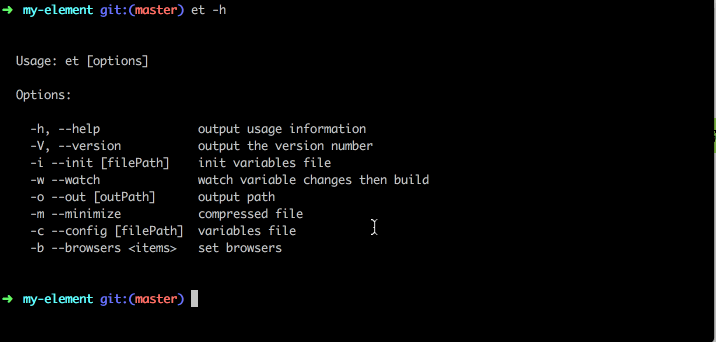 ➜ my-element git:(master) et -h
Usage: et [options]
Options:
-h, --help output usage information
-V, --version output the version number
-i --init [filePath] init variables file
-w --watch watch variable changes then build
-o --out [outPath] output path
-m --minimize compressed file
-c --config [filePath] variables file
-b --browsers <items> set browsers
➜ my-element git:(master)